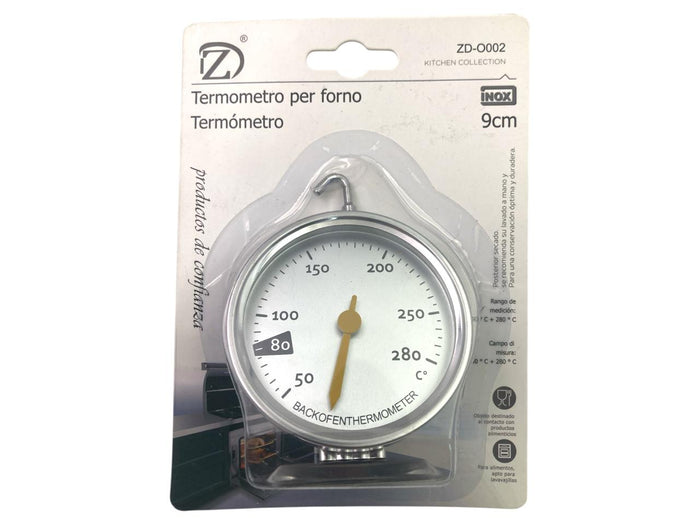 DZ®
ZD-O002
KITCHEN COLLECTION
Termometro per forno
INOX
Termómetro
9cm
productos de confianza
Posterior secado.
se recomienda su lavado a mano y
Para una conservación óptima y duradera.
150
200
100
250
80
280
50
C°
BACKOFENTHERMOMETER
Rango de
medición:
° C + 280 ° C
Campo di
misura:
0 ° C + 280 ° C
Objeto destinado
al contacto con
productos
alimenticios
Para alimentos,
apto para
lavavajillas